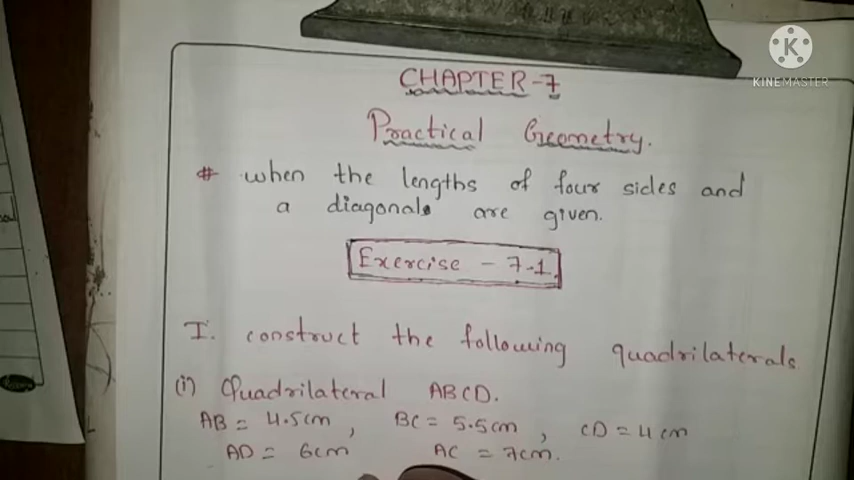 KINEMASTER
CHAPTER-7
Practical Geometry.
# when the lengths of four sides and
a diagonals are given.
Exercise - 7.1.
I. construct the following quadrilaterals
(i) Quadrilateral ABCD.
AB = 4.5cm, BC = 5.5cm, CD = 4cm
AD = 6cm AC = 7cm.